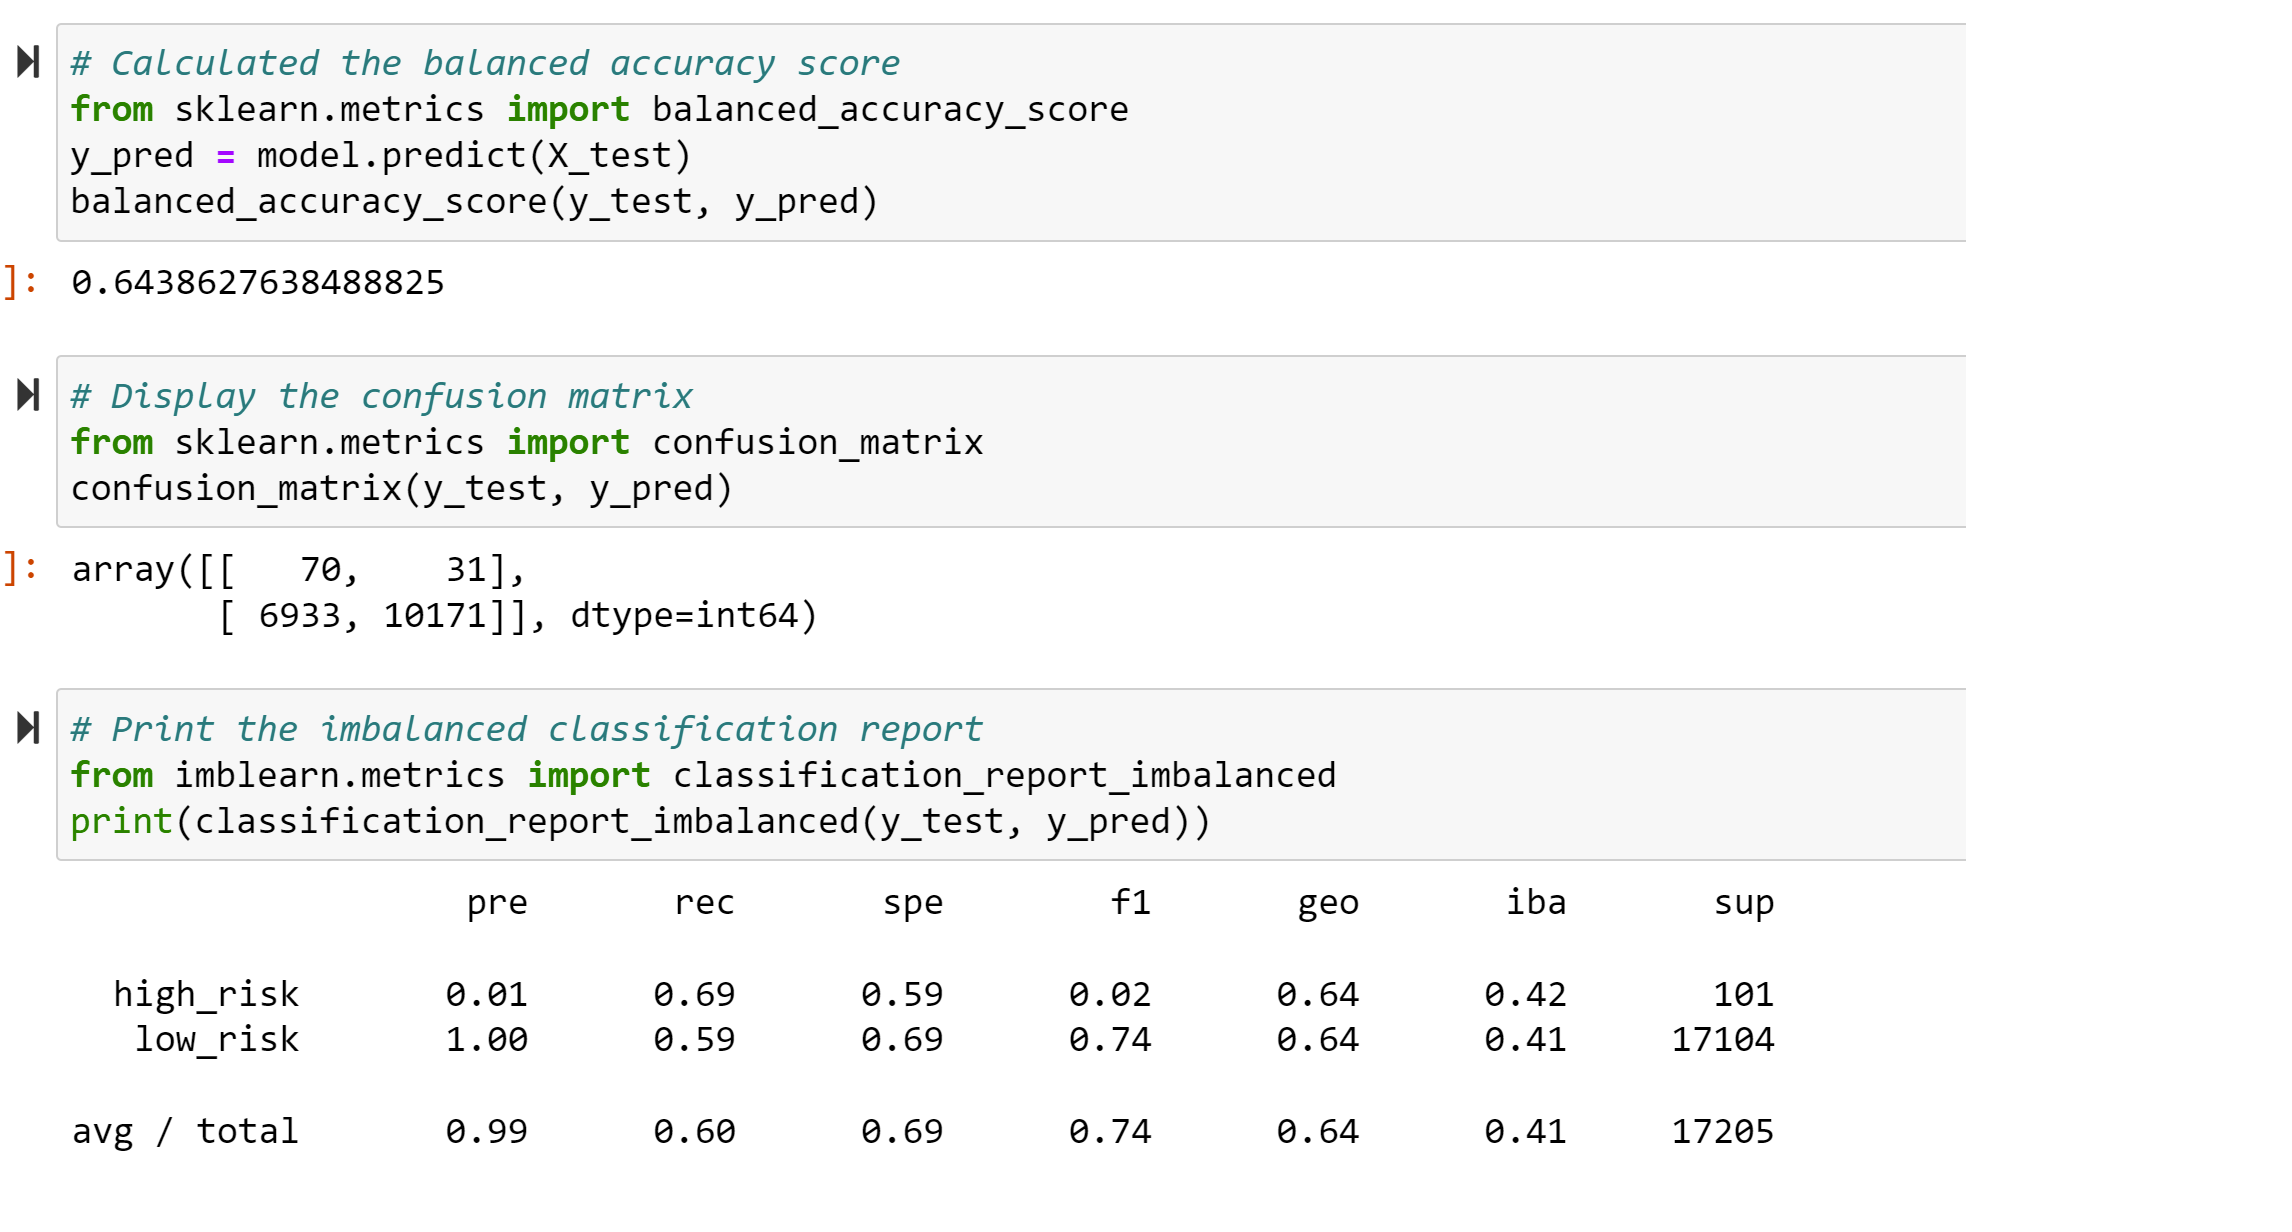 # Calculated the balanced accuracy score
from sklearn.metrics import balanced_accuracy_score
y_pred = model.predict(X_test)
balanced_accuracy_score(y_test, y_pred)
]: 0.6438627638488825
# Display the confusion matrix
from sklearn.metrics import confusion_matrix
confusion_matrix(y_test, y_pred)
]: array([[   70,    31],
       [ 6933, 10171]], dtype=int64)
# Print the imbalanced classification report
from imblearn.metrics import classification_report_imbalanced
print(classification_report_imbalanced(y_test, y_pred))
                   pre       rec       spe        f1       geo       iba       sup
  high_risk       0.01      0.69      0.59      0.02      0.64      0.42       101
   low_risk       1.00      0.59      0.69      0.74      0.64      0.41     17104
avg / total       0.99      0.60      0.69      0.74      0.64      0.41     17205